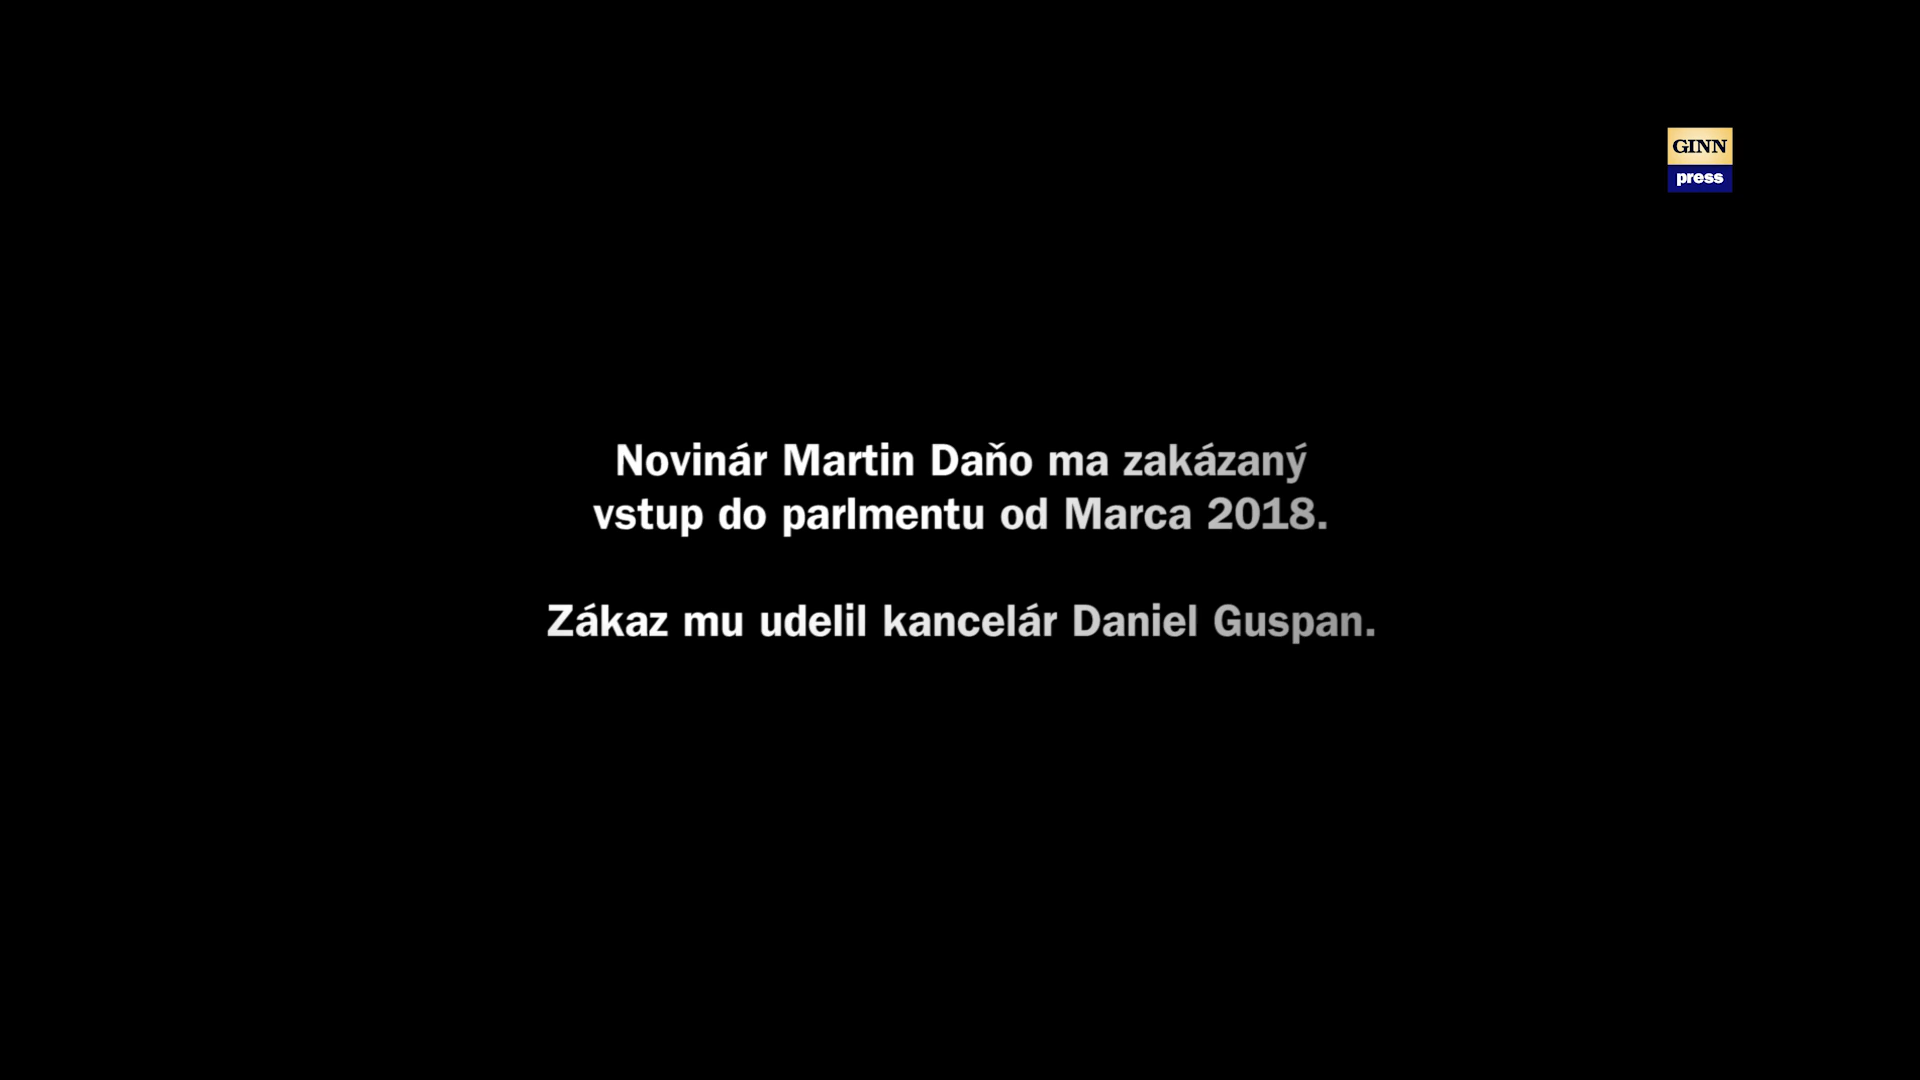 GINN
press
Novinár Martin Daňo ma zakázaný
vstup do parlmentu od Marca 2018.
Zákaz mu udelil kancelár Daniel Guspan.